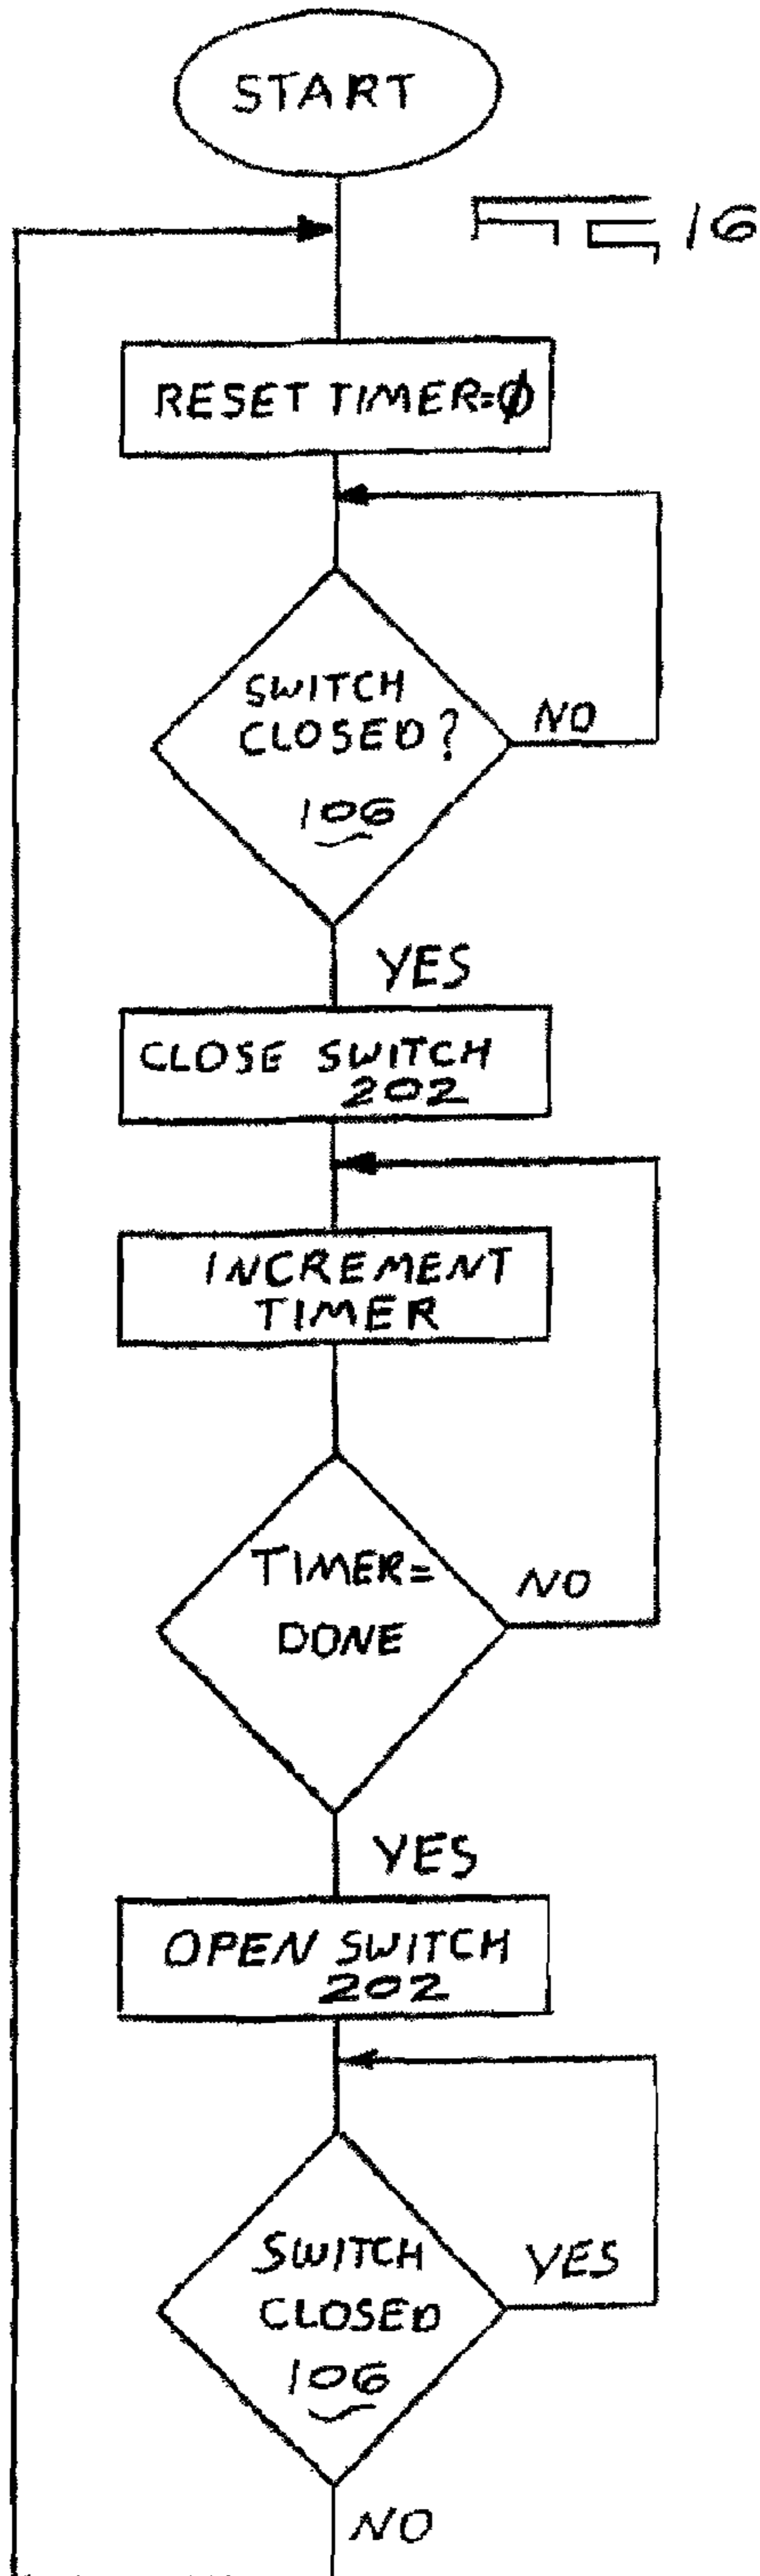 START
FIG 16
RESET TIMER=Ø
SWITCH
CLOSED?
NO
106
YES
CLOSE SWITCH
202
INCREMENT
TIMER
TIMER=
NO
DONE
YES
OPEN SWITCH
202
SWITCH
YES
CLOSED
106
NO